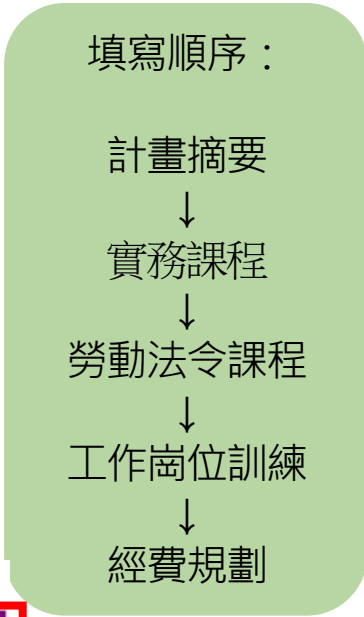 填寫順序：
計畫摘要
↓
實務課程
↓
勞動法令課程
↓
工作崗位訓練
↓
經費規劃